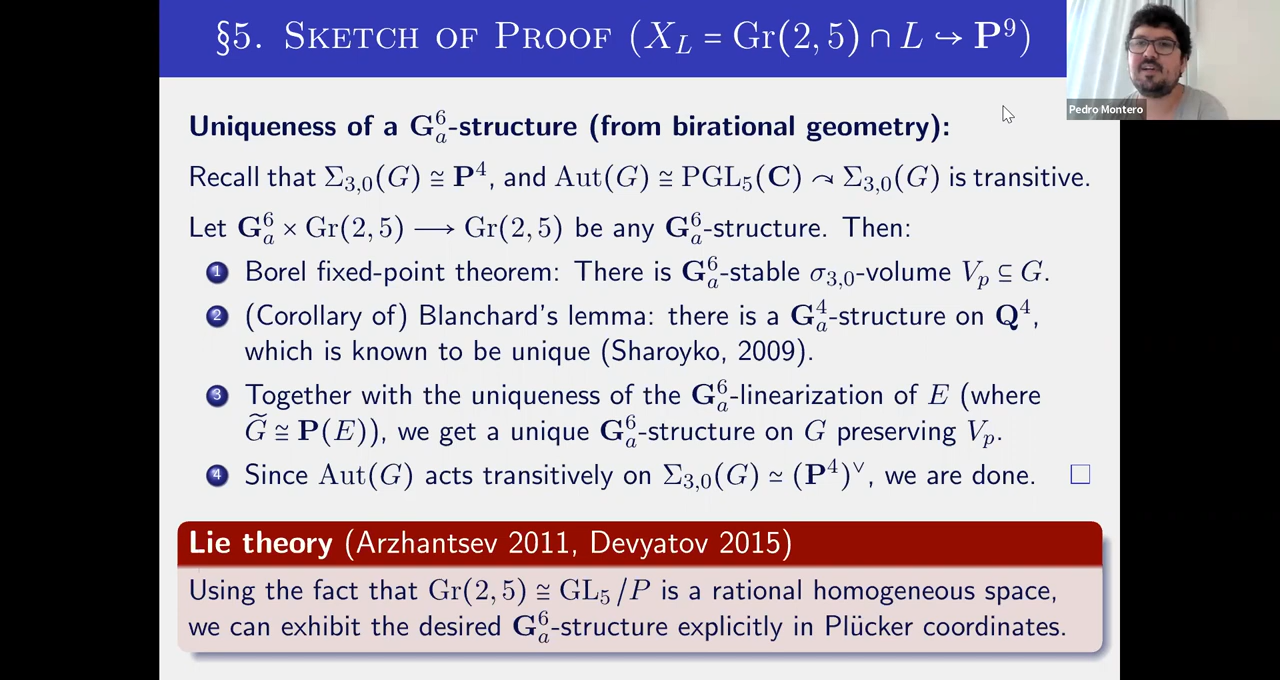 §5. Sketch of Proof (X_L = Gr(2,5) ∩ L ↪ P⁹)
Pedro Montero
Uniqueness of a G_a^6-structure (from birational geometry):
Recall that Σ_{3,0}(G) ≅ P⁴, and Aut(G) ≅ PGL₅(C) ↷ Σ_{3,0}(G) is transitive.
Let G_a^6 × Gr(2,5) ⟶ Gr(2,5) be any G_a^6-structure. Then:
1 Borel fixed-point theorem: There is G_a^6-stable σ_{3,0}-volume V_p ⊆ G.
2 (Corollary of) Blanchard's lemma: there is a G_a^4-structure on Q⁴,
which is known to be unique (Sharoyko, 2009).
3 Together with the uniqueness of the G_a^6-linearization of E (where
G̃ ≅ P(E)), we get a unique G_a^6-structure on G preserving V_p.
4 Since Aut(G) acts transitively on Σ_{3,0}(G) ≃ (P⁴)^∨, we are done. □
Lie theory (Arzhantsev 2011, Devyatov 2015)
Using the fact that Gr(2,5) ≅ GL₅/P is a rational homogeneous space,
we can exhibit the desired G_a^6-structure explicitly in Plücker coordinates.